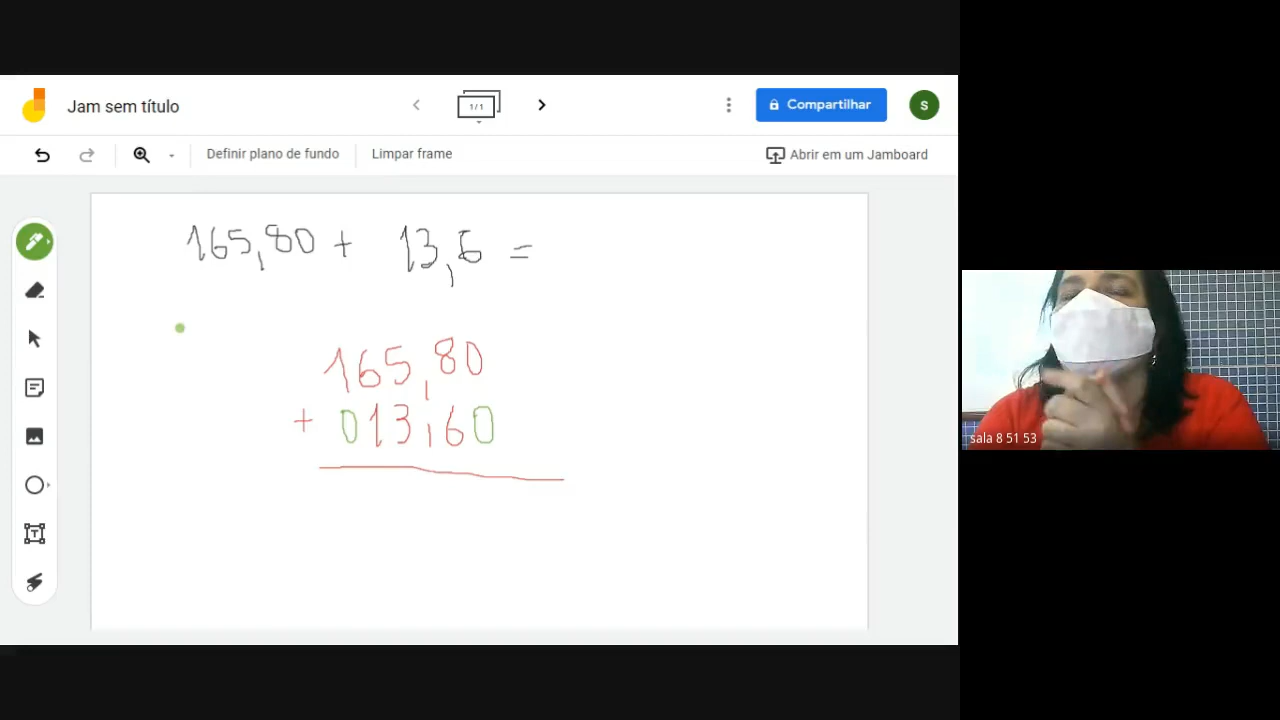 Jam sem título
1/1
Compartilhar
S
Definir plano de fundo
Limpar frame
Abrir em um Jamboard
165,80 + 13,6 =
165,80
+ 013,60
sala 8 51 53